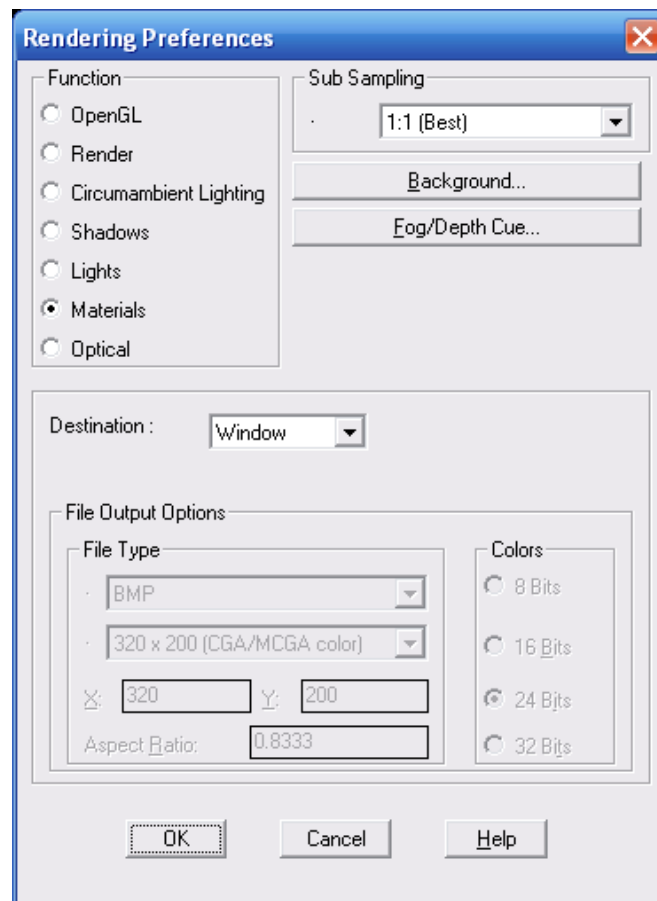 Rendering Preferences
Function
OpenGL
Render
Circumambient Lighting
Shadows
Lights
Materials
Optical
Sub Sampling
1:1 (Best)
Background...
Fog/Depth Cue...
Destination :
Window
File Output Options
File Type
BMP
320 x 200 (CGA/MCGA color)
X: 320 Y: 200
Aspect Ratio: 0.8333
Colors
8 Bits
16 Bits
24 Bits
32 Bits
OK Cancel Help